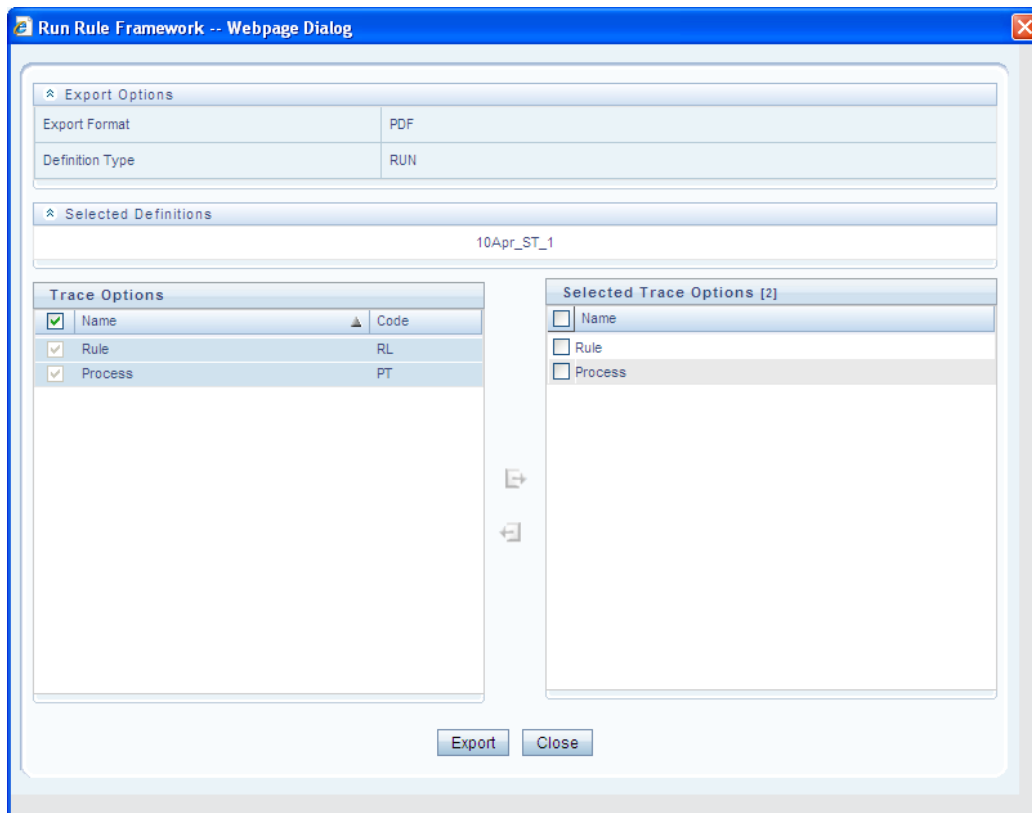 Run Rule Framework -- Webpage Dialog
Export Options
Export Format PDF
Definition Type RUN
Selected Definitions
10Apr_ST_1
Trace Options
Name Code
Rule RL
Process PT
Selected Trace Options [2]
Name
Rule
Process
Export Close